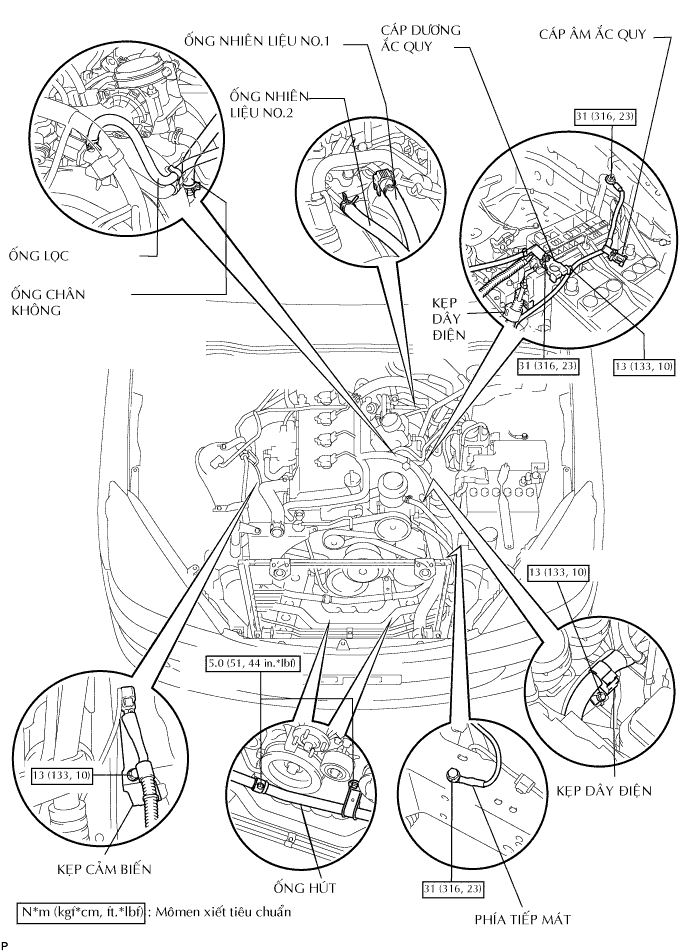 ỐNG NHIÊN LIỆU NO.1
CÁP DƯƠNG
ẮC QUY
CÁP ÂM ẮC QUY
ỐNG NHIÊN
LIỆU NO.2
31 (316, 23)
ỐNG LỌC
ỐNG CHÂN
KHÔNG
KẸP
DÂY
ĐIỆN
31 (316, 23)
13 (133, 10)
13 (133, 10)
5.0 (51, 44 in.*lbf)
13 (133, 10)
KẸP DÂY ĐIỆN
KẸP CẢM BIẾN
ỐNG HÚT
31 (316, 23)
PHÍA TIẾP MÁT
N*m (kgf*cm, ft.*lbf) : Mômen xiết tiêu chuẩn
P